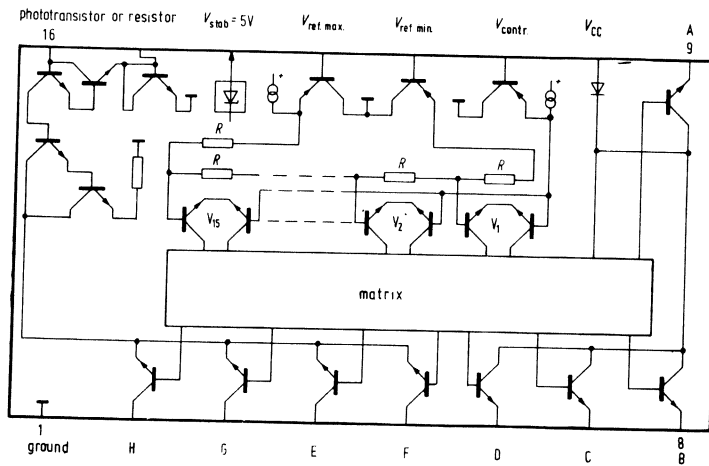 phototransistor or resistor V_stab = 5V V_ref. max. V_ref min. V_contr. V_CC A
16 9
+ +
R
R R R
V_15 V_2 V_1
matrix
1 8
ground H G E F D C B